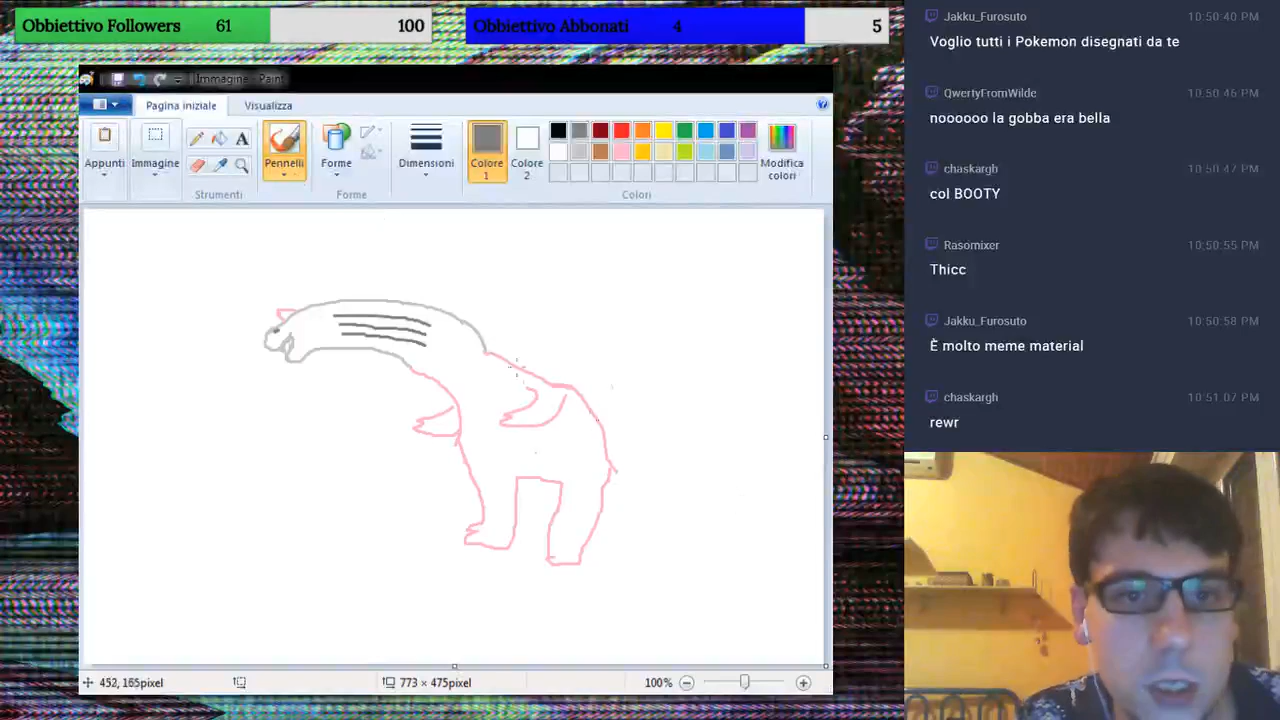 Obbiettivo Followers 61 100
Obbiettivo Abbonati 4 5
Immagine - Paint
Pagina iniziale Visualizza
Appunti
Immagine
A
Pennelli
Forme
Dimensioni
Colore 1
Colore 2
Modifica colori
Strumenti
Forme
Colori
452, 165pixel
773 × 475pixel
100%
Jakku_Furosuto 10:50:40 PM
Voglio tutti i Pokemon disegnati da te
QwertyFromWilde 10:50:46 PM
noooooo la gobba era bella
chaskargh 10:50:47 PM
col BOOTY
Rasomixer 10:50:55 PM
Thicc
Jakku_Furosuto 10:50:58 PM
È molto meme material
chaskargh 10:51:07 PM
rewr